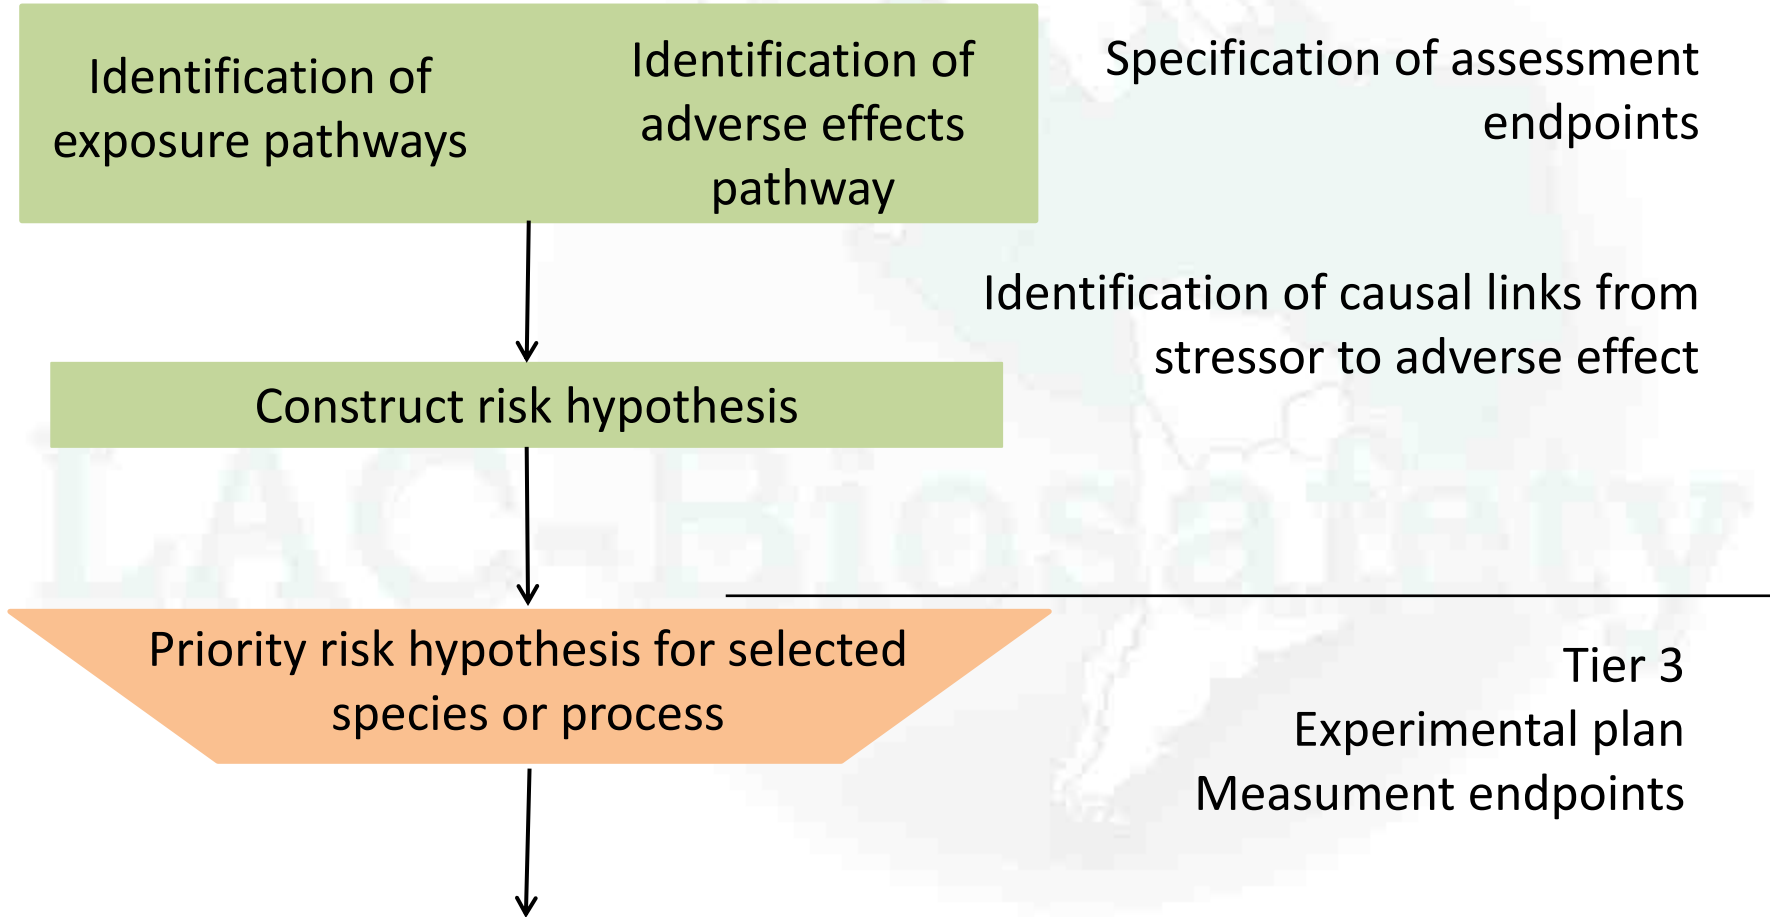 Identification of
exposure pathways
Identification of
adverse effects
pathway
Specification of assessment
endpoints
Identification of causal links from
stressor to adverse effect
Construct risk hypothesis
LAC-Biosafety
Priority risk hypothesis for selected
species or process
Tier 3
Experimental plan
Measument endpoints